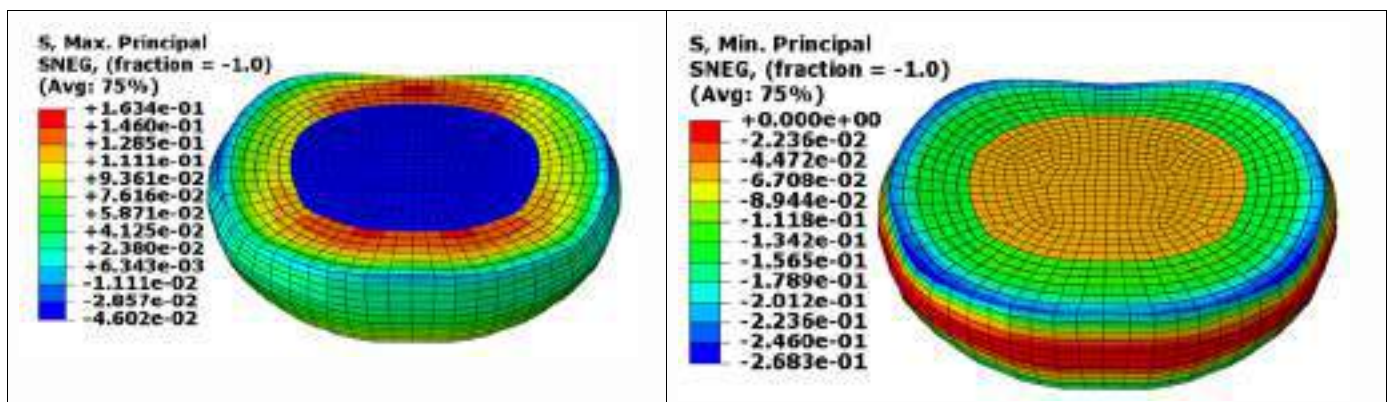 S, Max. Principal
SNEG, (fraction = -1.0)
(Avg: 75%)
+1.634e-01
+1.460e-01
+1.285e-01
+1.111e-01
+9.361e-02
+7.616e-02
+5.871e-02
+4.125e-02
+2.380e-02
+6.343e-03
-1.111e-02
-2.857e-02
-4.602e-02
S, Min. Principal
SNEG, (fraction = -1.0)
(Avg: 75%)
+0.000e+00
-2.236e-02
-4.472e-02
-6.708e-02
-8.944e-02
-1.118e-01
-1.342e-01
-1.565e-01
-1.789e-01
-2.012e-01
-2.236e-01
-2.460e-01
-2.683e-01